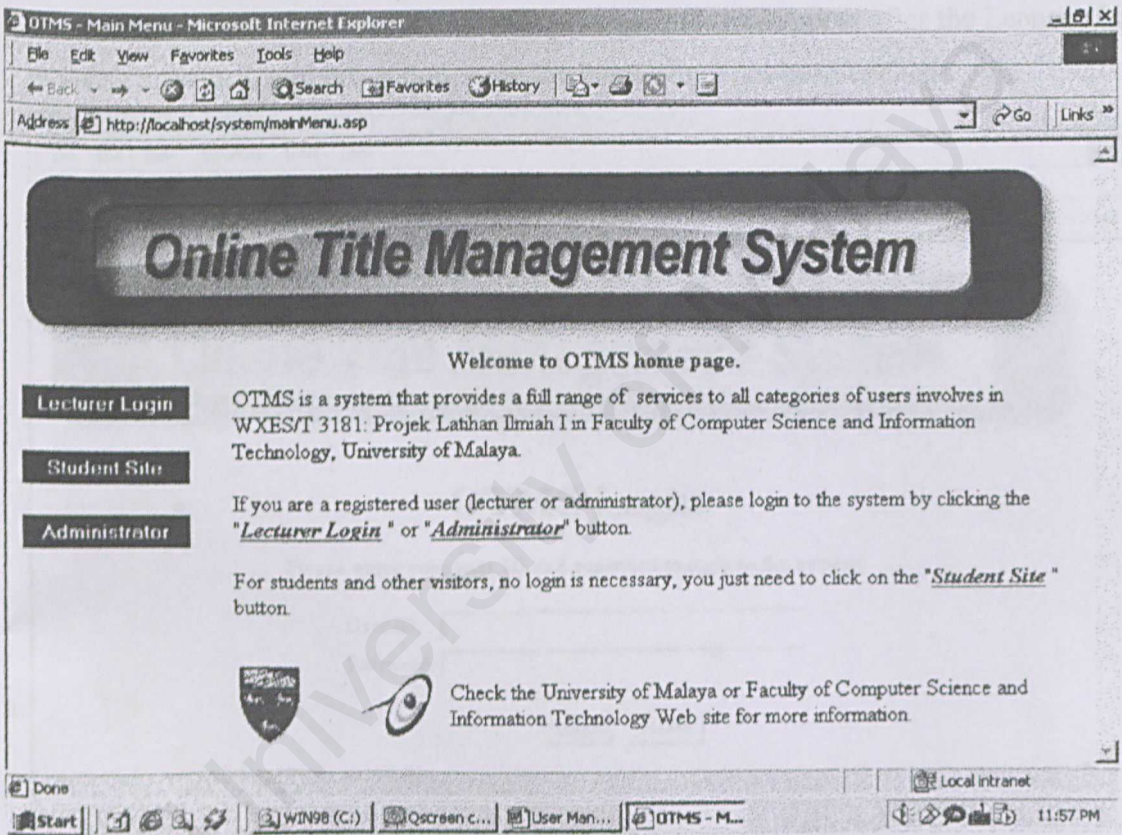 OTMS - Main Menu - Microsoft Internet Explorer
File Edit View Favorites Tools Help
Back Search Favorites History
Address http://localhost/system/mainMenu.asp Go Links »
Online Title Management System
Welcome to OTMS home page.
Lecturer Login
Student Site
Administrator
OTMS is a system that provides a full range of services to all categories of users involves in
WXES/T 3181: Projek Latihan Ilmiah I in Faculty of Computer Science and Information
Technology, University of Malaya.
If you are a registered user (lecturer or administrator), please login to the system by clicking the
"Lecturer Login " or "Administrator" button.
For students and other visitors, no login is necessary, you just need to click on the "Student Site "
button.
Check the University of Malaya or Faculty of Computer Science and
Information Technology Web site for more information.
Done Local intranet
Start WIN98 (C:) Qscreen c... User Man... OTMS - M... 11:57 PM
University of Malaya